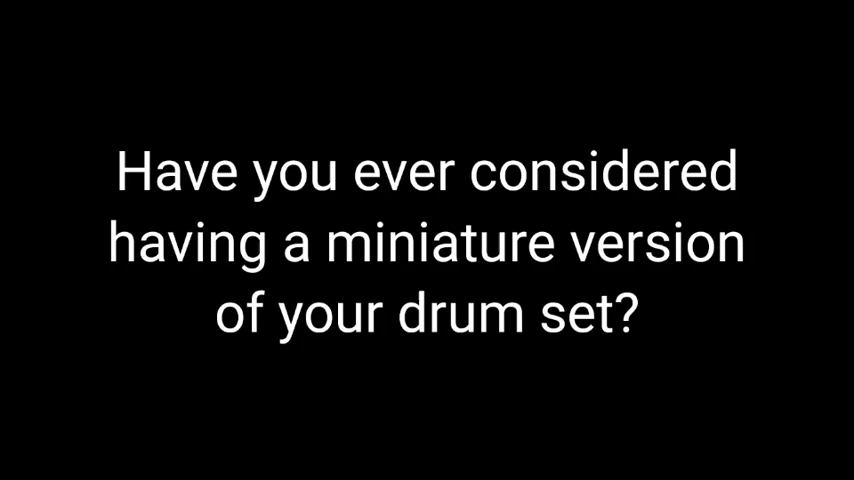 Have you ever considered
having a miniature version
of your drum set?